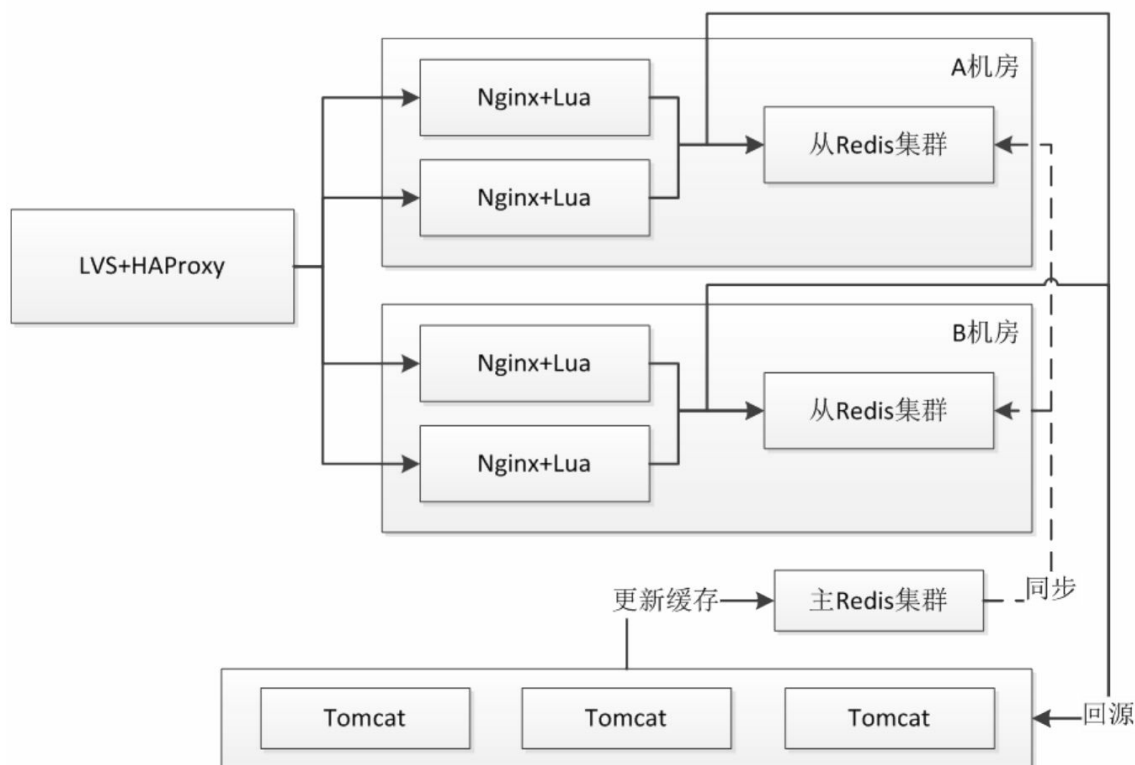 A机房
Nginx+Lua
从Redis集群
Nginx+Lua
LVS+HAProxy
B机房
Nginx+Lua
从Redis集群
Nginx+Lua
更新缓存
主Redis集群
同步
Tomcat
Tomcat
Tomcat
回源